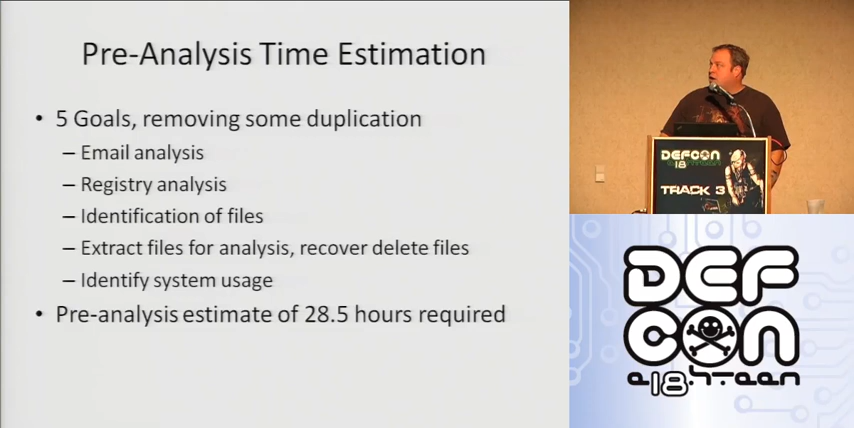 Pre-Analysis Time Estimation
• 5 Goals, removing some duplication
– Email analysis
– Registry analysis
– Identification of files
– Extract files for analysis, recover delete files
– Identify system usage
• Pre-analysis estimate of 28.5 hours required
DEFCON
18
TRACK 3
DEF
CON
e18hteen